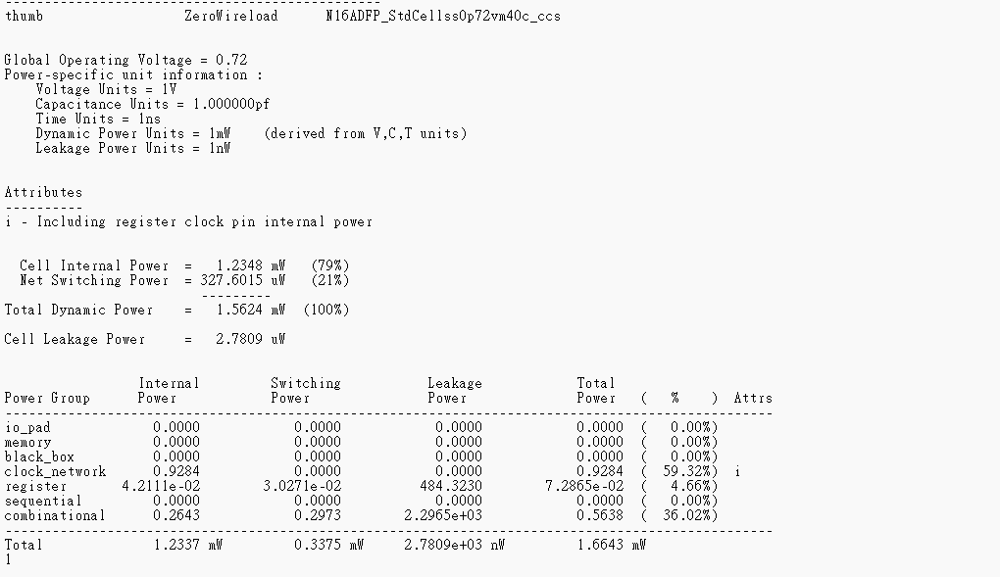 --------------------------------------------------
thumb                  ZeroWireload      N16ADFP_StdCellss0p72vm40c_ccs
Global Operating Voltage = 0.72
Power-specific unit information :
    Voltage Units = 1V
    Capacitance Units = 1.000000pf
    Time Units = 1ns
    Dynamic Power Units = 1mW    (derived from V,C,T units)
    Leakage Power Units = 1nW
Attributes
----------
i - Including register clock pin internal power
  Cell Internal Power  =   1.2348 mW   (79%)
  Net Switching Power  = 327.6015 uW   (21%)
                         ---------
Total Dynamic Power    =   1.5624 mW  (100%)
Cell Leakage Power     =   2.7809 uW
                 Internal         Switching           Leakage            Total
Power Group      Power            Power               Power              Power   (   %    )  Attrs
--------------------------------------------------------------------------------------------------
io_pad             0.0000            0.0000            0.0000            0.0000  (   0.00%)
memory             0.0000            0.0000            0.0000            0.0000  (   0.00%)
black_box          0.0000            0.0000            0.0000            0.0000  (   0.00%)
clock_network      0.9284            0.0000            0.0000            0.9284  (  59.32%)  i
register       4.2111e-02        3.0271e-02          484.3230        7.2865e-02  (   4.66%)
sequential         0.0000            0.0000            0.0000            0.0000  (   0.00%)
combinational      0.2643            0.2973        2.2965e+03            0.5638  (  36.02%)
--------------------------------------------------------------------------------------------------
Total              1.2337 mW         0.3375 mW     2.7809e+03 nW         1.6643 mW
1